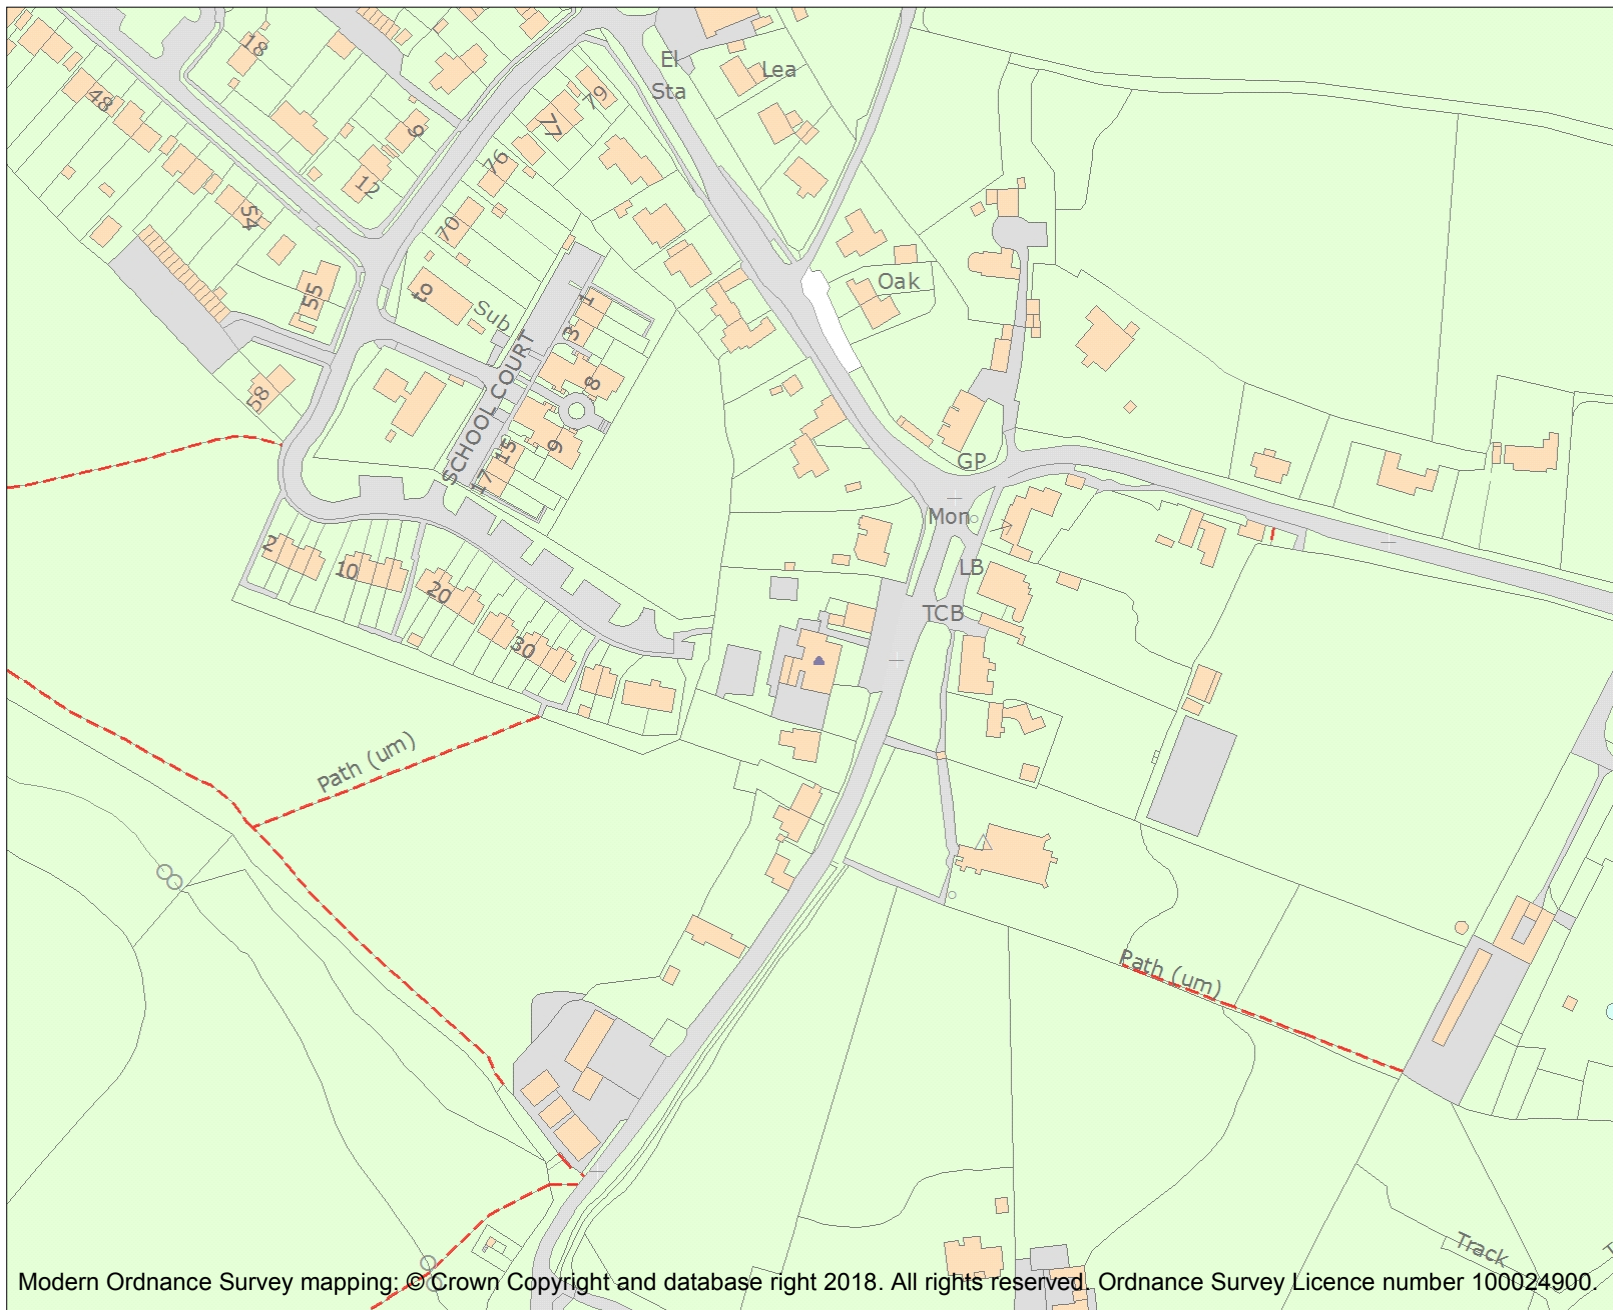 El
Sta
Lea
18
48
79
77
9
76
12
54
70
Oak
55
to
Sub
1
3
8
58
SCHOOL COURT
9
15
17
GP
Mon
LB
TCB
2
10
20
30
Path (um)
Path (um)
Track
Modern Ordnance Survey mapping: © Crown Copyright and database right 2018. All rights reserved. Ordnance Survey Licence number 100024900.